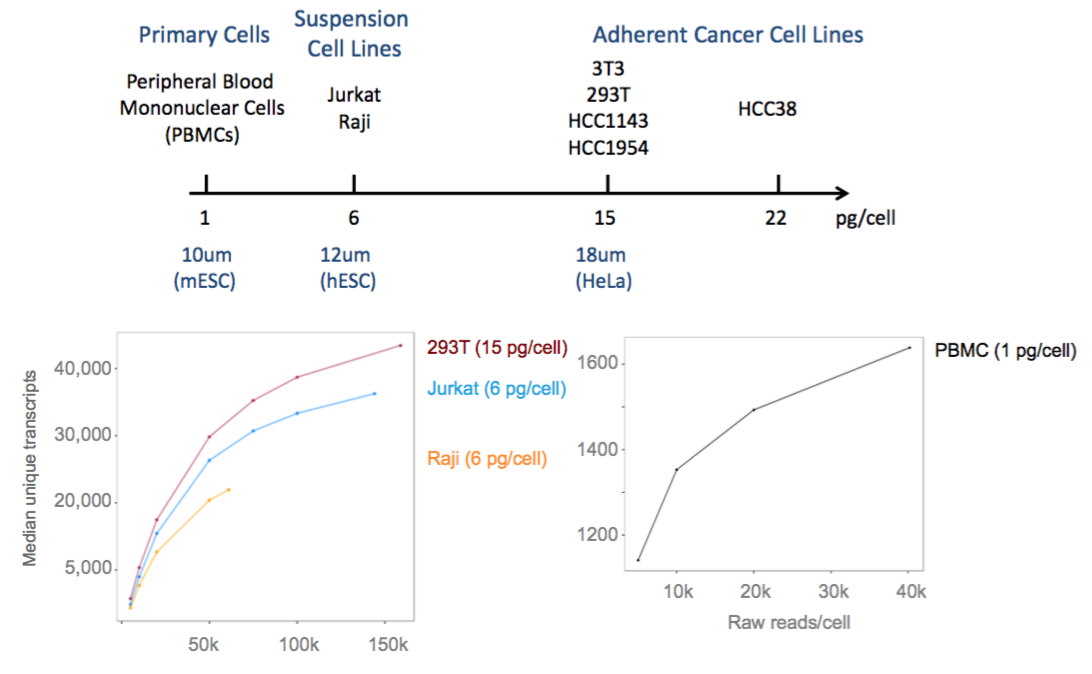 Primary Cells
Suspension
Cell Lines
Adherent Cancer Cell Lines
Peripheral Blood
Mononuclear Cells
(PBMCs)
Jurkat
Raji
3T3
293T
HCC1143
HCC1954
HCC38
1
6
15
22
pg/cell
10um
(mESC)
12um
(hESC)
18um
(HeLa)
Median unique transcripts
40,000
30,000
20,000
5,000
50k
100k
150k
293T (15 pg/cell)
Jurkat (6 pg/cell)
Raji (6 pg/cell)
1600
1400
1200
10k
20k
30k
40k
Raw reads/cell
PBMC (1 pg/cell)